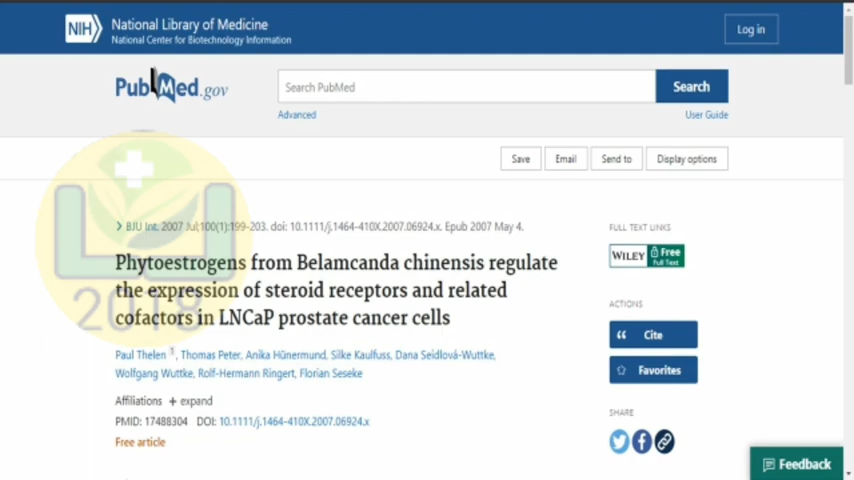 NIH National Library of Medicine
National Center for Biotechnology Information
Log in
PubMed.gov
Search PubMed
Search
Advanced
User Guide
Save
Email
Send to
Display options
> BJU Int. 2007 Jul;100(1):199-203. doi: 10.1111/j.1464-410X.2007.06924.x. Epub 2007 May 4.
Phytoestrogens from Belamcanda chinensis regulate
the expression of steroid receptors and related
cofactors in LNCaP prostate cancer cells
Paul Thelen 1, Thomas Peter, Anika Hünermund, Silke Kaulfuss, Dana Seidlová-Wuttke,
Wolfgang Wuttke, Rolf-Hermann Ringert, Florian Seseke
Affiliations + expand
PMID: 17488304 DOI: 10.1111/j.1464-410X.2007.06924.x
Free article
FULL TEXT LINKS
WILEY Free
Full Text
ACTIONS
Cite
Favorites
SHARE
Feedback
2018